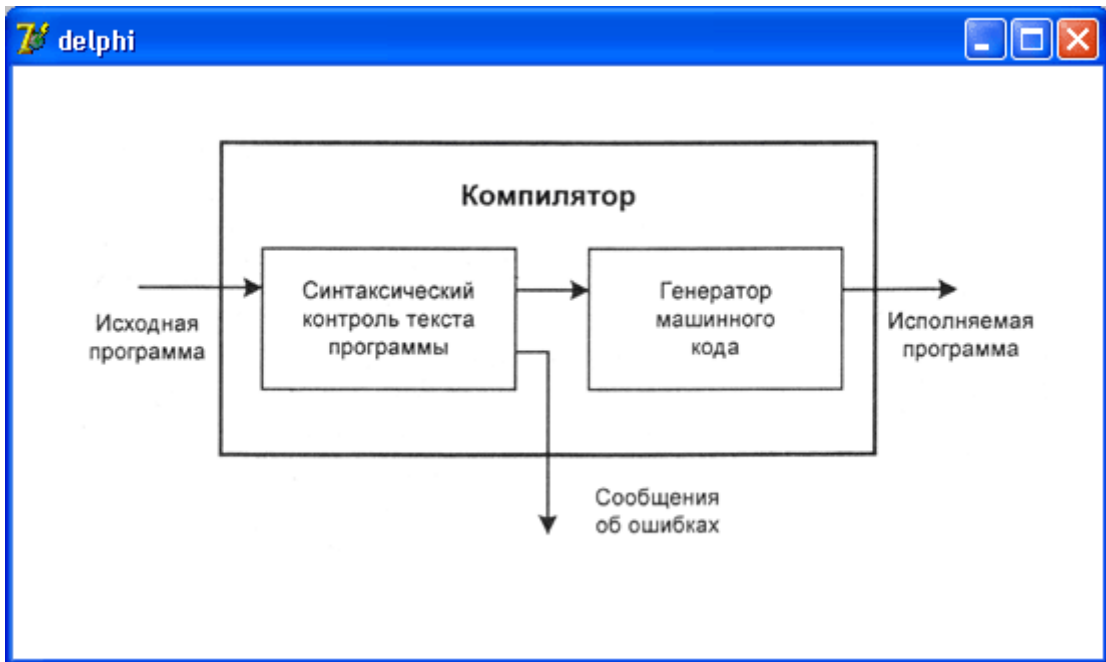 delphi
Компилятор
Исходная
программа
Синтаксический
контроль текста
программы
Генератор
машинного
кода
Исполняемая
программа
Сообщения
об ошибках